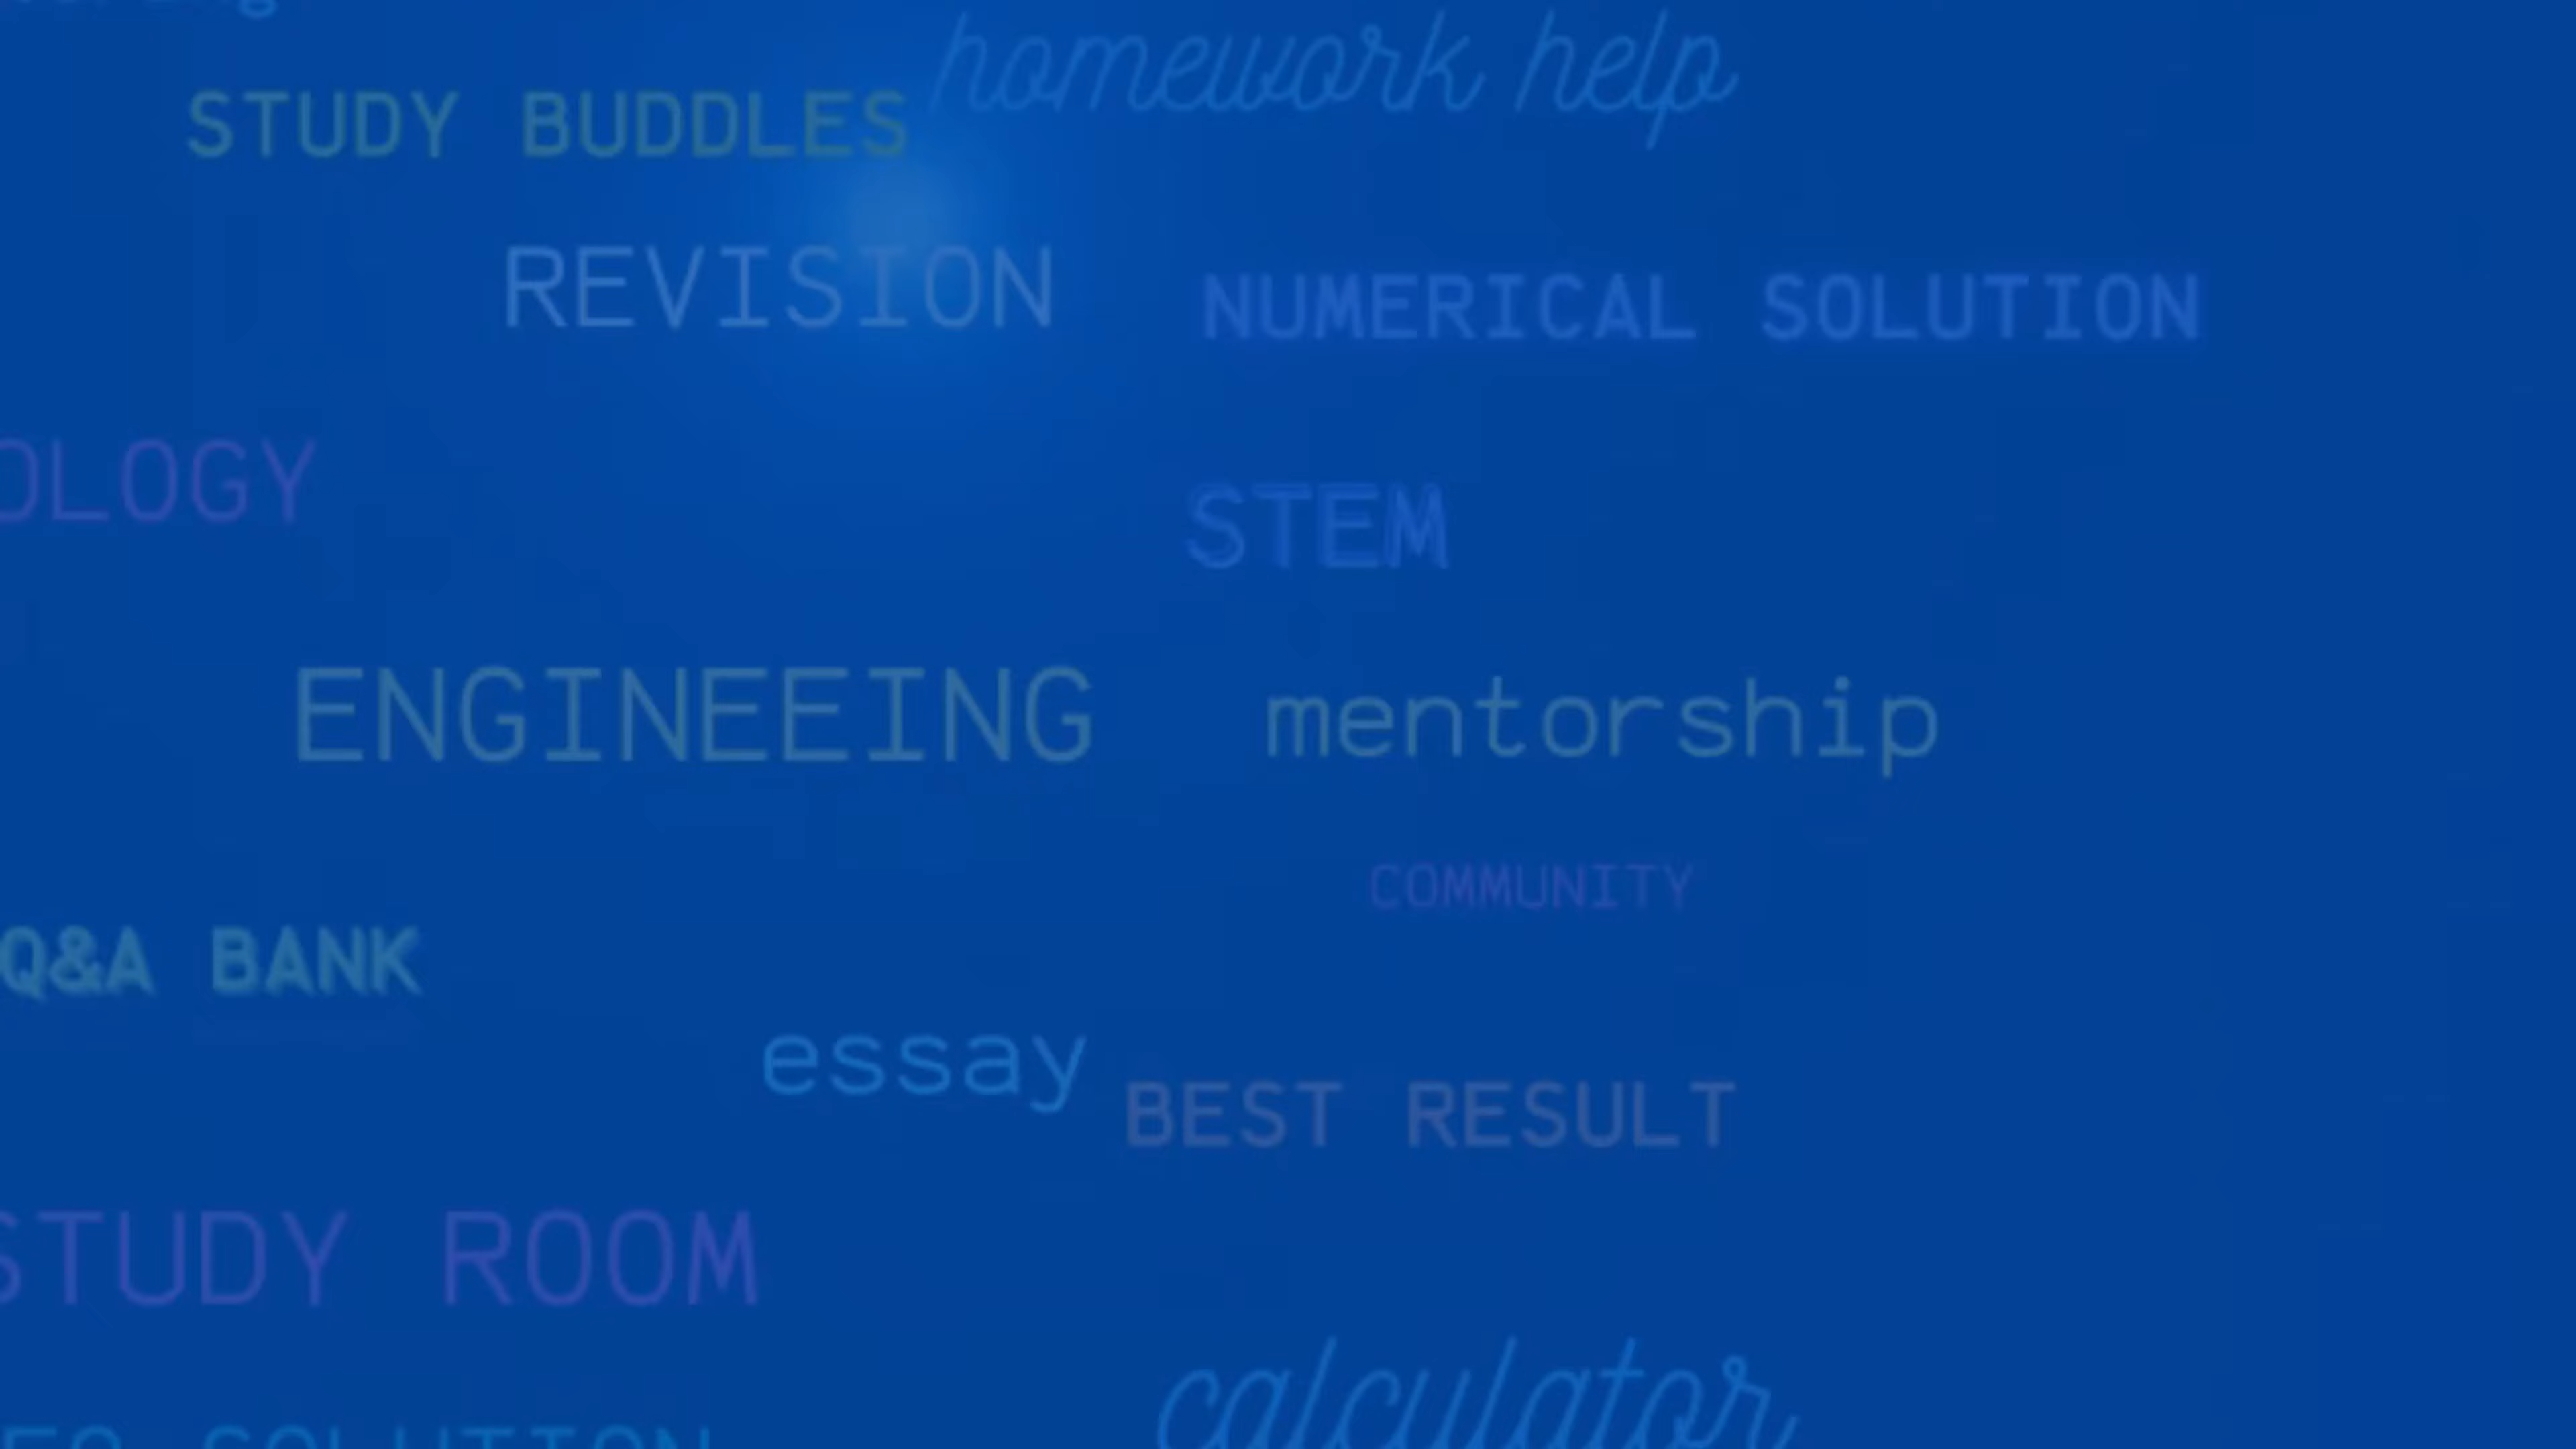 homework help
STUDY BUDDLES
REVISION
NUMERICAL SOLUTION
OLOGY
STEM
ENGINEEING
mentorship
COMMUNITY
Q&A BANK
essay
BEST RESULT
STUDY ROOM
calculator
SOLUTION